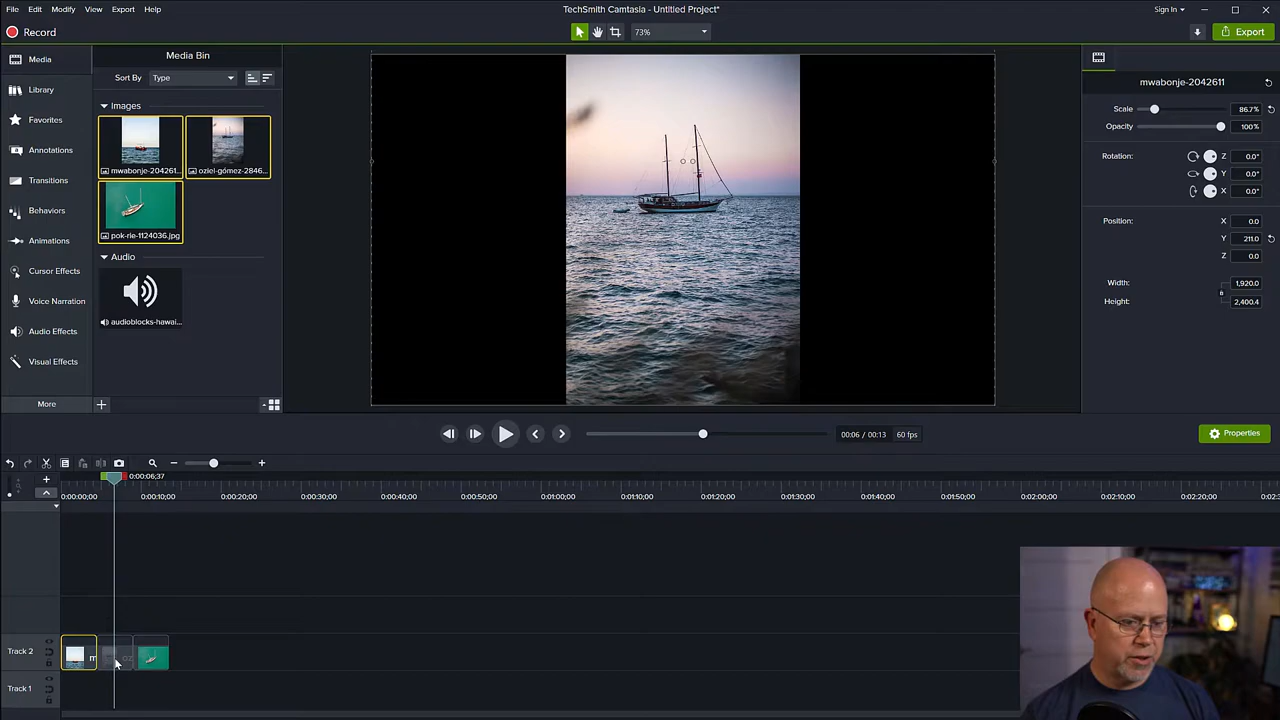 File Edit Modify View Export Help
TechSmith Camtasia - Untitled Project*
Sign In
Record
73%
Export
Media
Library
Favorites
Annotations
Transitions
Behaviors
Animations
Cursor Effects
Voice Narration
Audio Effects
Visual Effects
More
Media Bin
Sort By Type
Images
mwabonje-204261...
oziel-gómez-2846...
pok-rie-1124036.jpg
Audio
audioblocks-hawai...
mwabonje-2042611
Scale 86.7%
Opacity 100%
Rotation: Z 0.0°
Y 0.0°
X 0.0°
Position: X 0.0
Y 211.0
Z 0.0
Width: 1,920.0
Height: 2,400.4
00:06 / 00:13 60 fps
Properties
0:00:06;37
0:00:00;00 0:00:10;00 0:00:20;00 0:00:30;00 0:00:40;00 0:00:50;00 0:01:00;00 0:01:10;00 0:01:20;00 0:01:30;00 0:01:40;00 0:01:50;00 0:02:00;00 0:02:10;00 0:02:20;00 0:02:3
Track 2
m
oz
Track 1